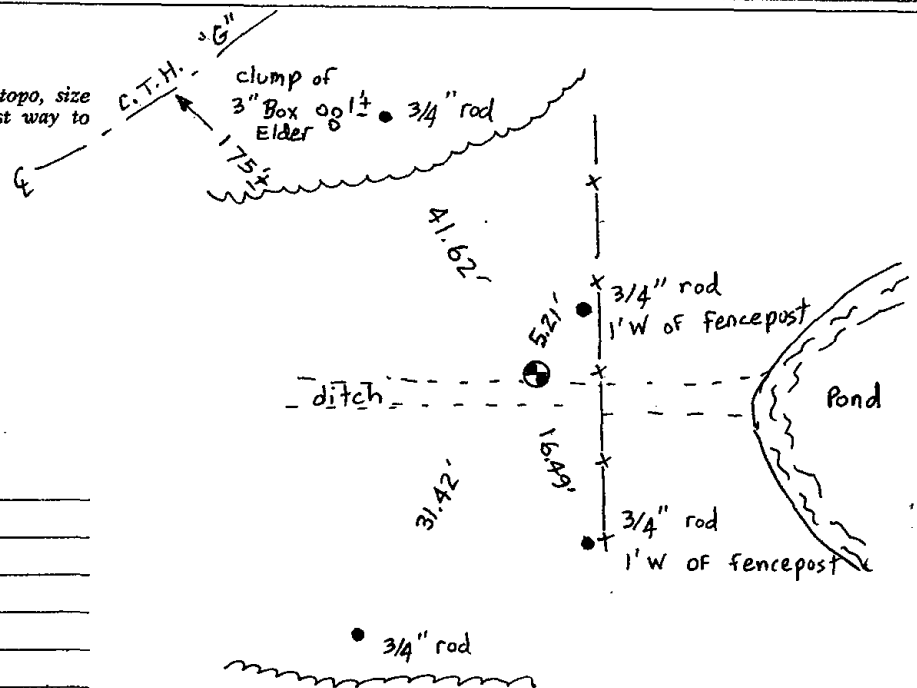 C.T.H. "G"
topo, size
st way to
℄
175'±
clump of
3" Box
Elder
1'±
3/4" rod
41.62'
3/4" rod
1'W of fencepost
5.21'
ditch
Pond
16.49'
31.42'
3/4" rod
1'W OF fencepost
3/4" rod